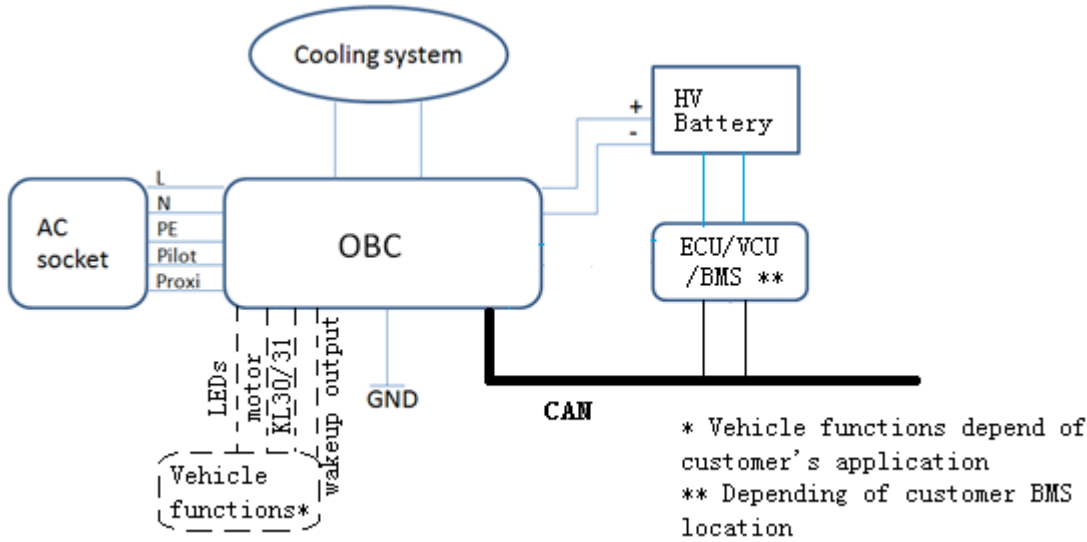 Cooling system
HV
Battery
+
-
AC
socket
L
N
PE
Pilot
Proxi
OBC
ECU/VCU
/BMS **
LEDs
motor
KL30/31
wakeup output
GND
CAN
Vehicle
functions*
* Vehicle functions depend of
customer's application
** Depending of customer BMS
location